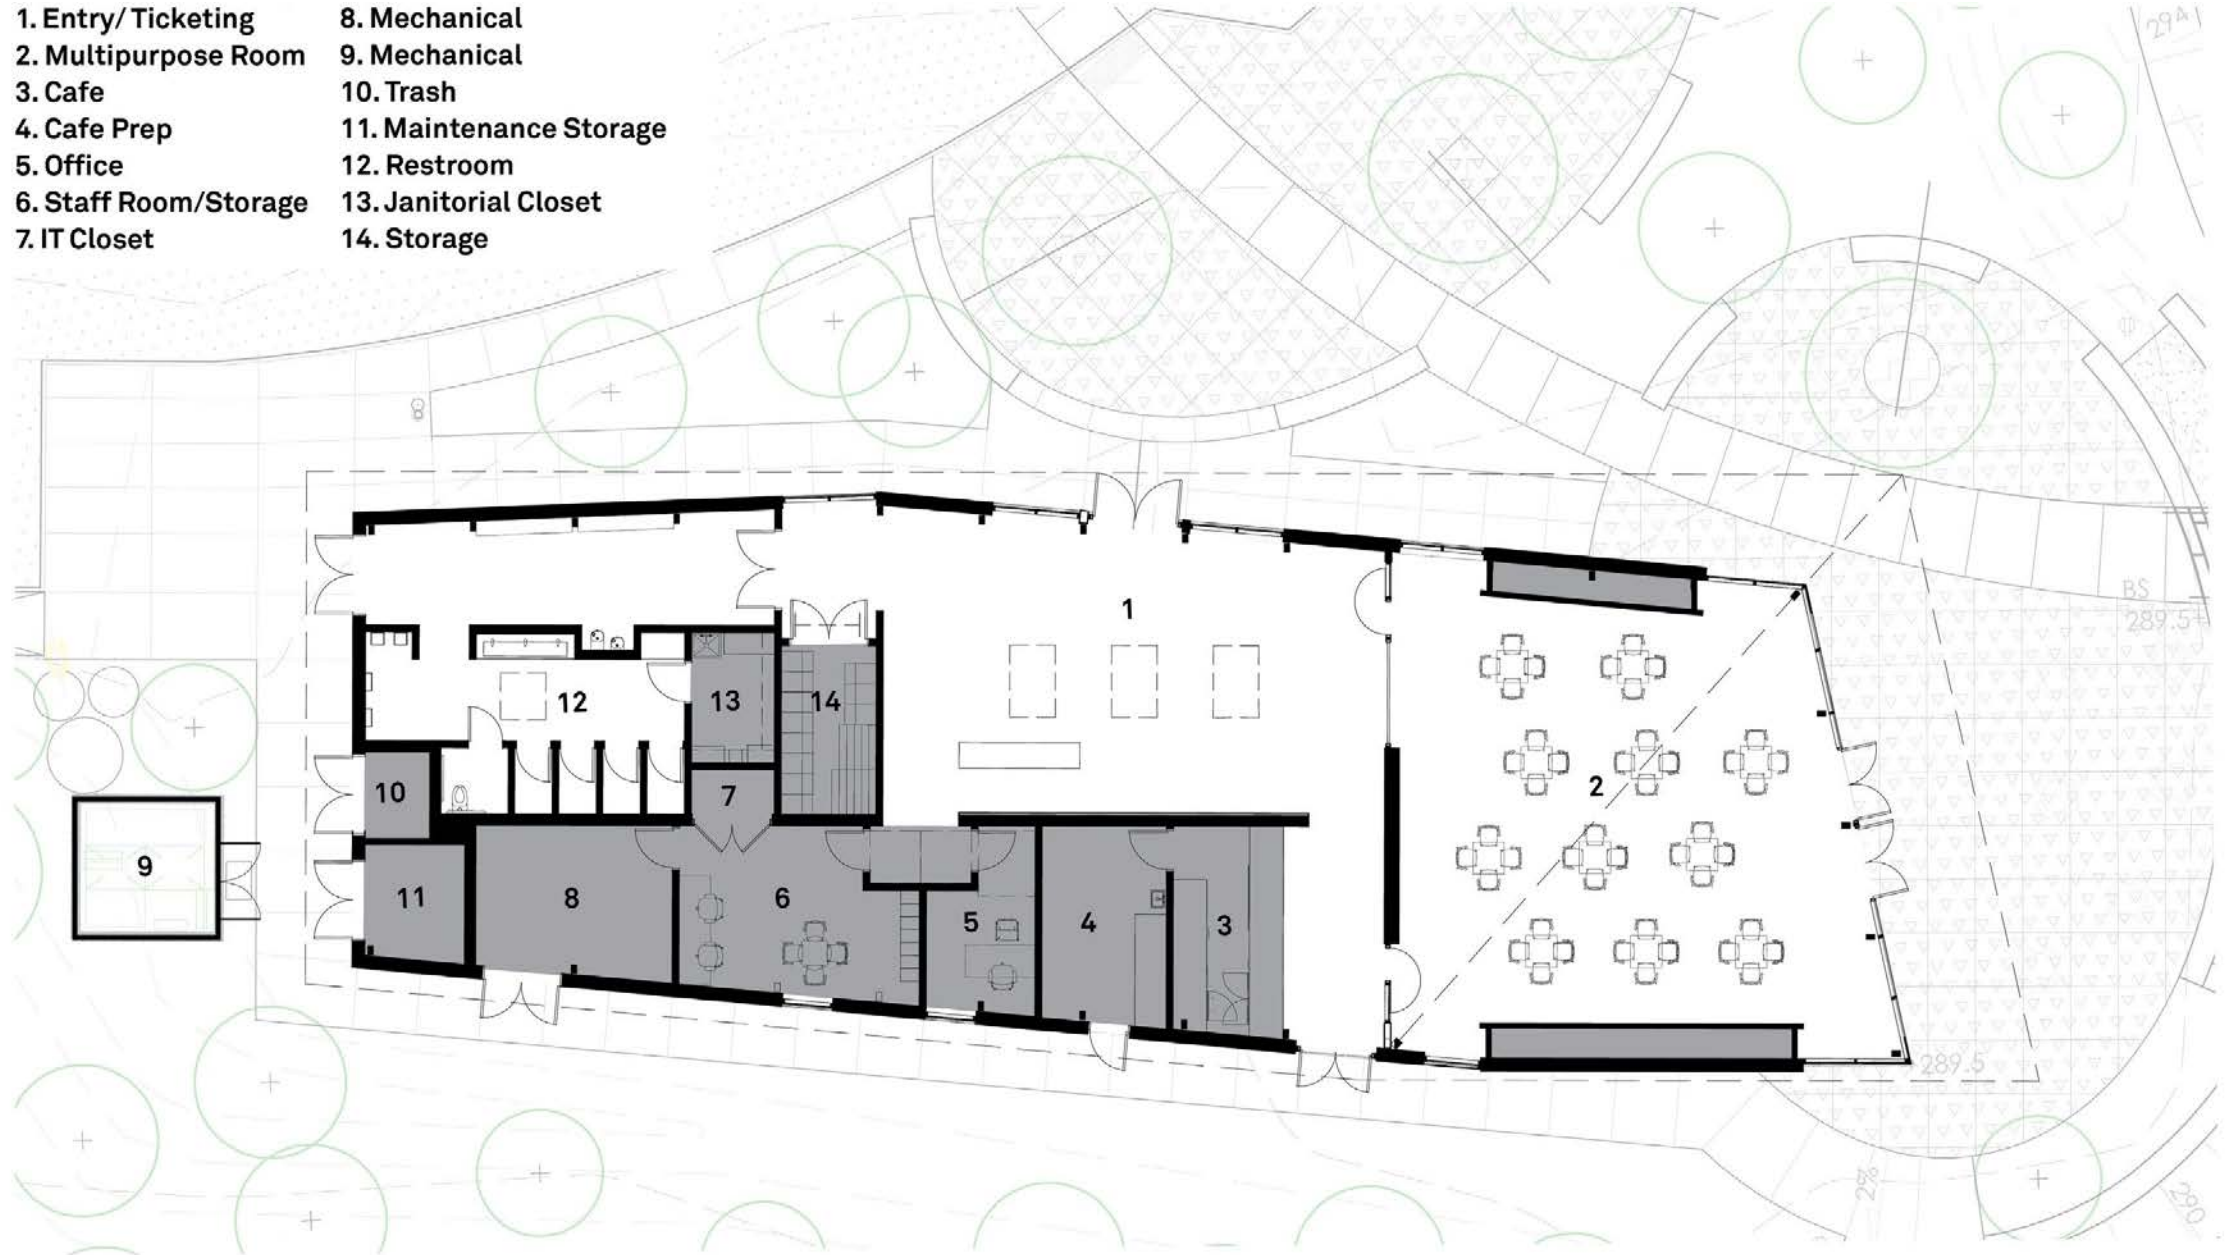 1. Entry/ Ticketing
2. Multipurpose Room
3. Cafe
4. Cafe Prep
5. Office
6. Staff Room/Storage
7. IT Closet
8. Mechanical
9. Mechanical
10. Trash
11. Maintenance Storage
12. Restroom
13. Janitorial Closet
14. Storage
294
1
BS
289.5+
12
13
14
2
7
10
9
11
8
6
5
4
3
289.5
296
290